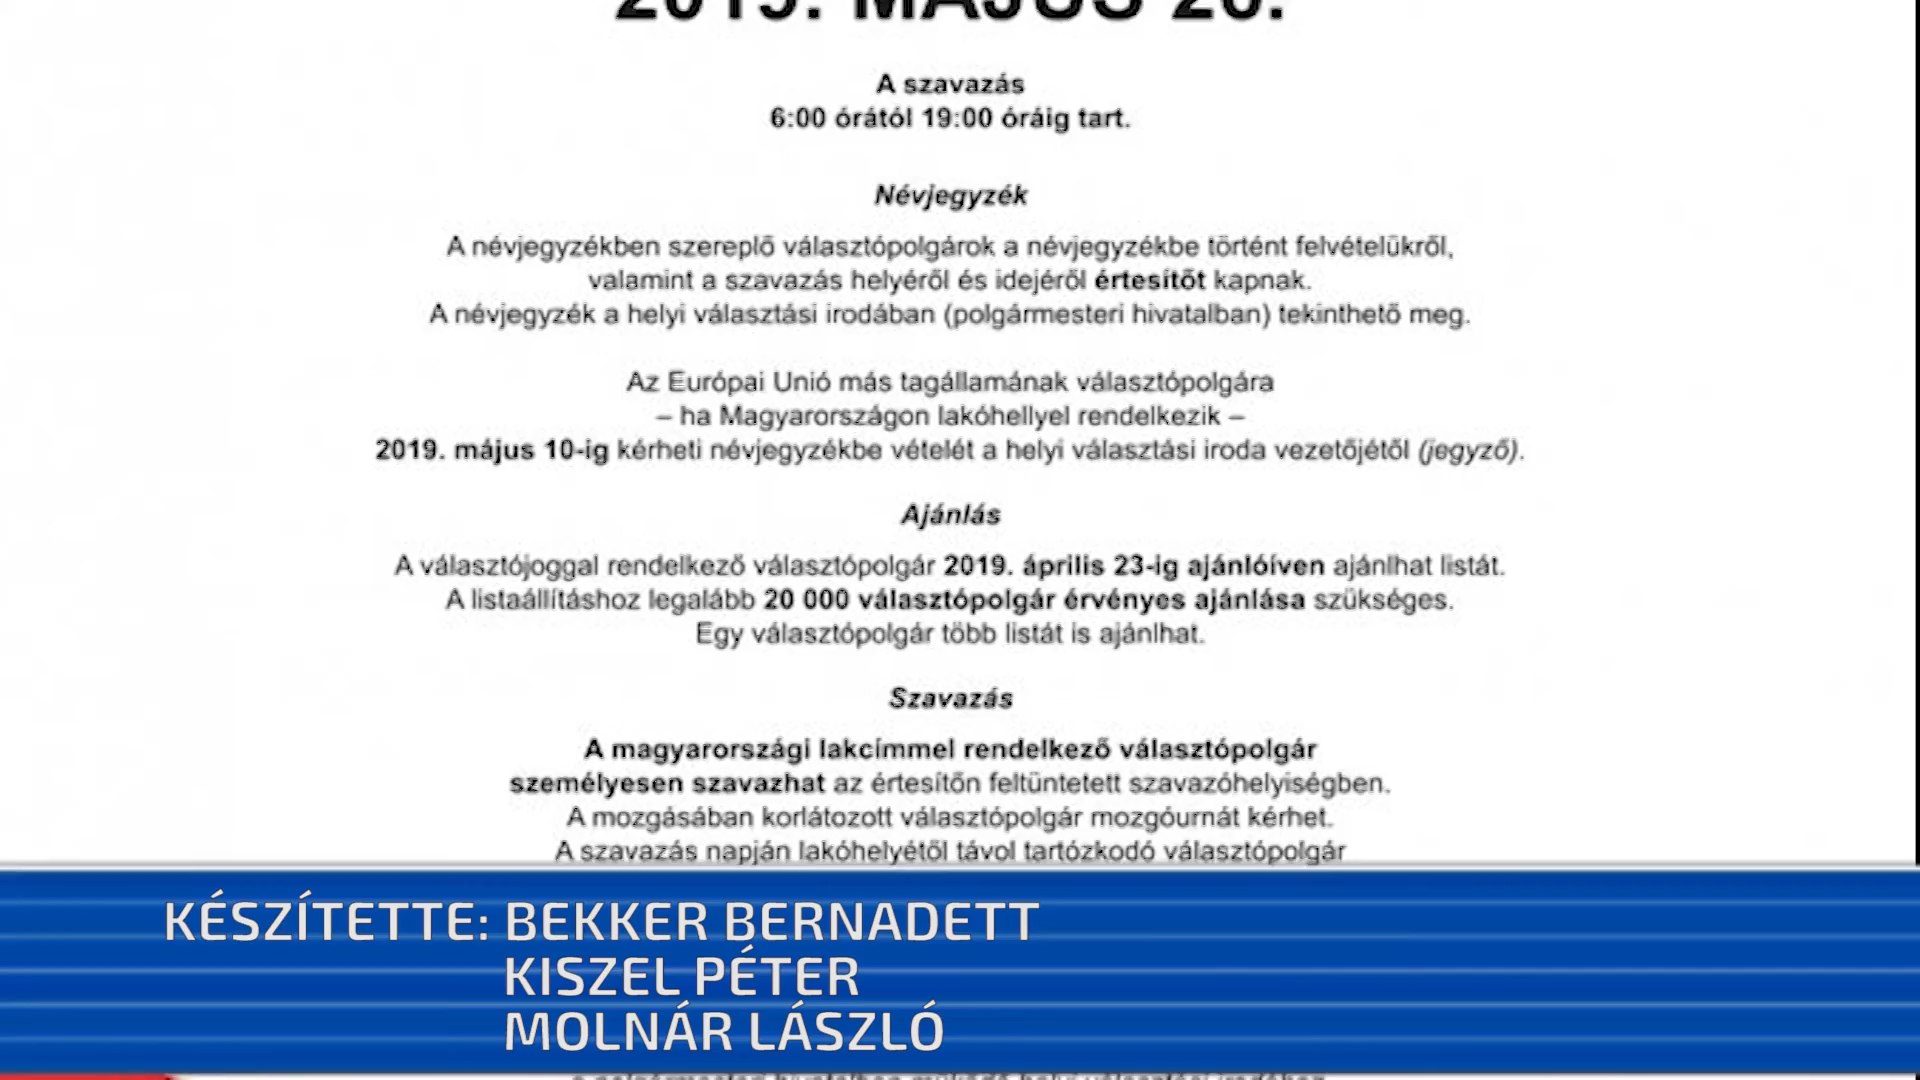 2019. MÁJUS 26.
A szavazás
6:00 órától 19:00 óráig tart.
Névjegyzék
A névjegyzékben szereplő választópolgárok a névjegyzékbe történt felvételükről,
valamint a szavazás helyéről és idejéről értesítőt kapnak.
A névjegyzék a helyi választási irodában (polgármesteri hivatalban) tekinthető meg.
Az Európai Unió más tagállamának választópolgára
– ha Magyarországon lakóhellyel rendelkezik –
2019. május 10-ig kérheti névjegyzékbe vételét a helyi választási iroda vezetőjétől (jegyző).
Ajánlás
A választójoggal rendelkező választópolgár 2019. április 23-ig ajánlóíven ajánlhat listát.
A listaállításhoz legalább 20 000 választópolgár érvényes ajánlása szükséges.
Egy választópolgár több listát is ajánlhat.
Szavazás
A magyarországi lakcímmel rendelkező választópolgár
személyesen szavazhat az értesítőn feltüntetett szavazóhelyiségben.
A mozgásában korlátozott választópolgár mozgóurnát kérhet.
A szavazás napján lakóhelyétől távol tartózkodó választópolgár
KÉSZÍTETTE: BEKKER BERNADETT
KISZEL PÉTER
MOLNÁR LÁSZLÓ